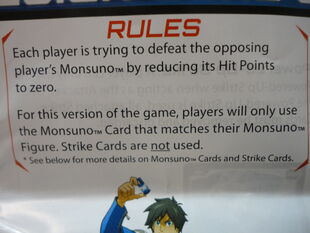 RULES
Each player is trying to defeat the opposing
player's Monsuno™ by reducing its Hit Points
to zero.
For this version of the game, players will only use
the Monsuno™ Card that matches their Monsuno™
Figure. Strike Cards are not used.
* See below for more details on Monsuno™ Cards and Strike Cards.